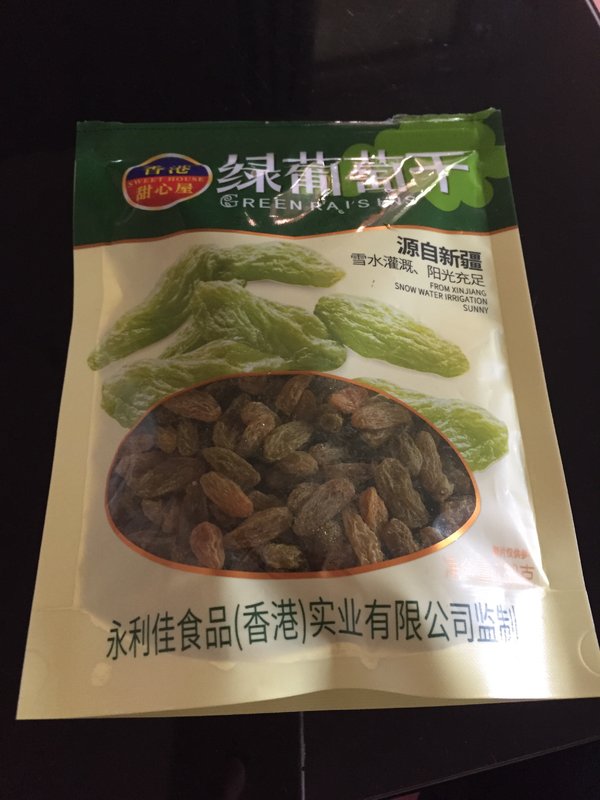 香港
SWEET HOUSE
甜心屋
绿葡萄干
GREEN RAI'S INS
源自新疆
雪水灌溉、阳光充足
FROM XINJIANG
SNOW WATER IRRIGATION
SUNNY
永利佳食品(香港)实业有限公司监制